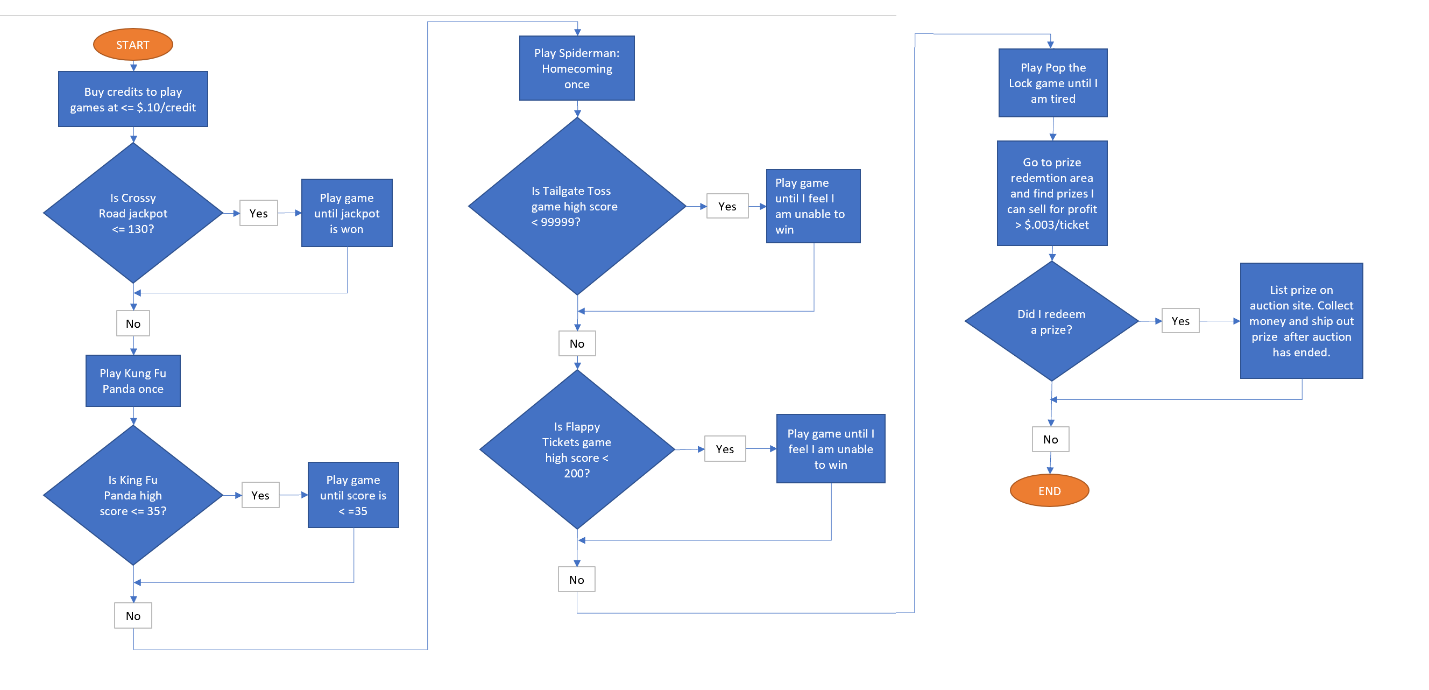 START
Buy credits to play
games at <= $.10/credit
Is Crossy
Road jackpot
<= 130?
Yes
Play game
until jackpot
is won
No
Play Kung Fu
Panda once
Is King Fu
Panda high
score <= 35?
Yes
Play game
until score is
< =35
No
Play Spiderman:
Homecoming
once
Is Tailgate Toss
game high score
< 99999?
Yes
Play game
until I feel I
am unable to
win
No
Is Flappy
Tickets game
high score <
200?
Yes
Play game until I
feel I am unable
to win
No
Play Pop the
Lock game until I
am tired
Go to prize
redemtion area
and find prizes I
can sell for profit
> $.003/ticket
Did I redeem
a prize?
Yes
List prize on
auction site. Collect
money and ship out
prize after auction
has ended.
No
END